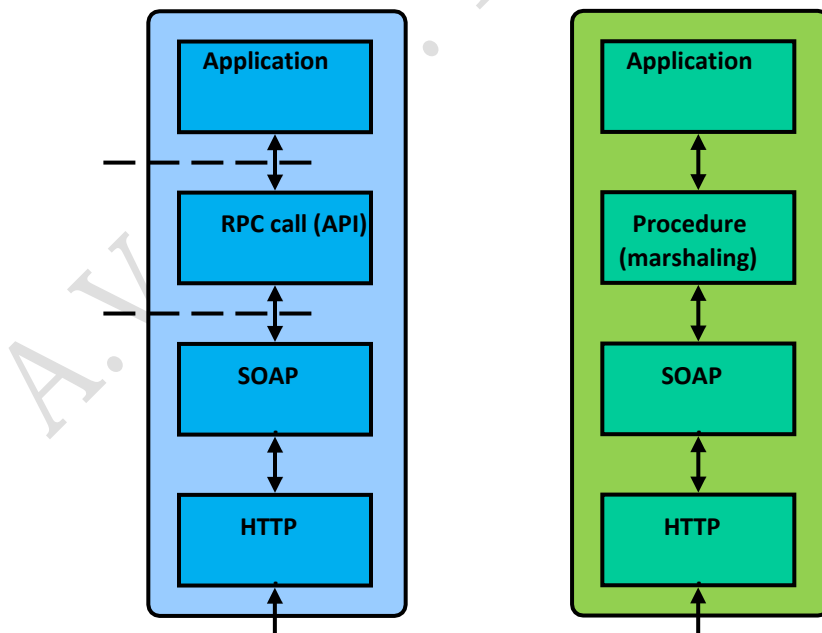 Application
RPC call (API)
SOAP
HTTP
Application
Procedure
(marshaling)
SOAP
HTTP
A.V